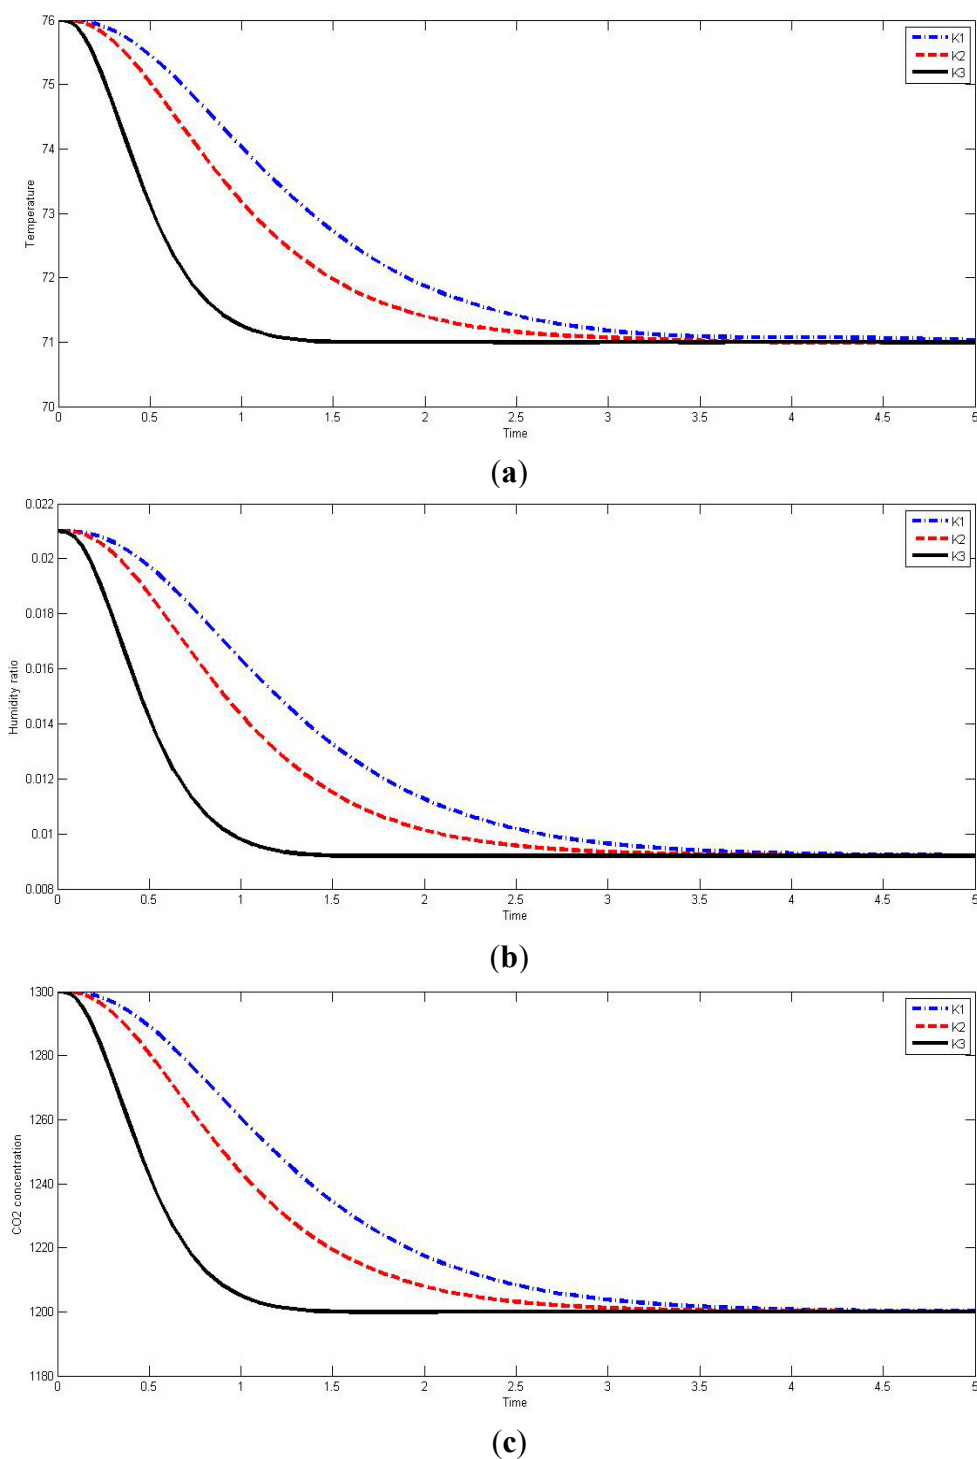 76
75
74
73
72
71
70
Temperature
K1
K2
K3
0 0.5 1 1.5 2 2.5 3 3.5 4 4.5 5
Time
(a)
0.022
0.02
0.018
0.016
0.014
0.012
0.01
0.008
Humidity ratio
K1
K2
K3
0 0.5 1 1.5 2 2.5 3 3.5 4 4.5 5
Time
(b)
1300
1280
1260
1240
1220
1200
1180
CO2 concentration
K1
K2
K3
0 0.5 1 1.5 2 2.5 3 3.5 4 4.5 5
Time
(c)